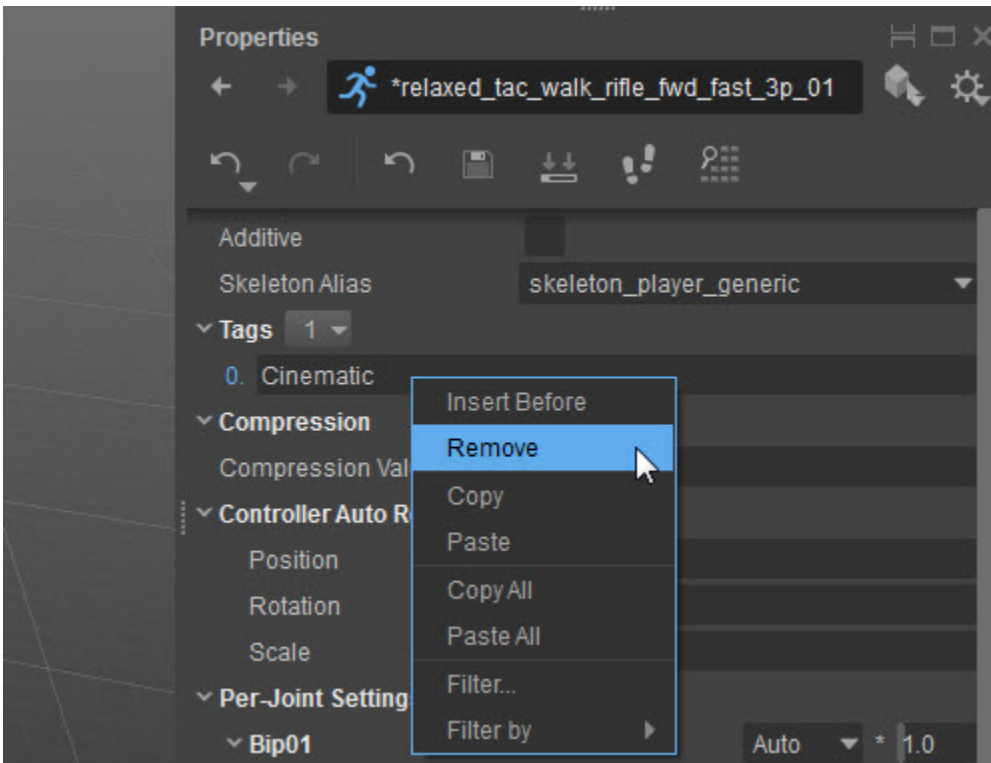 Properties
*relaxed_tac_walk_rifle_fwd_fast_3p_01
Additive
Skeleton Alias skeleton_player_generic
Tags 1
0. Cinematic
Insert Before
Compression
Remove
Compression Val
Copy
Controller Auto R
Paste
Position
Copy All
Rotation
Paste All
Scale
Filter...
Per-Joint Setting
Filter by
Bip01 Auto * 1.0